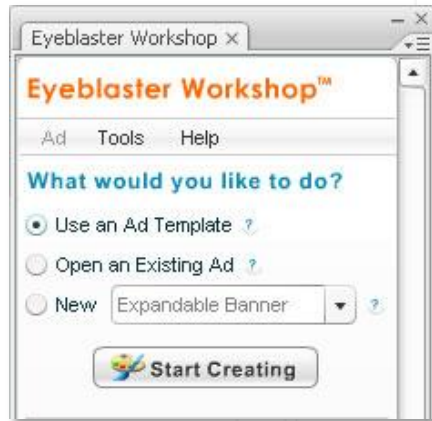 Eyeblaster Workshop ×
Eyeblaster Workshop™
Ad Tools Help
What would you like to do?
Use an Ad Template ?
Open an Existing Ad ?
New Expandable Banner ?
Start Creating